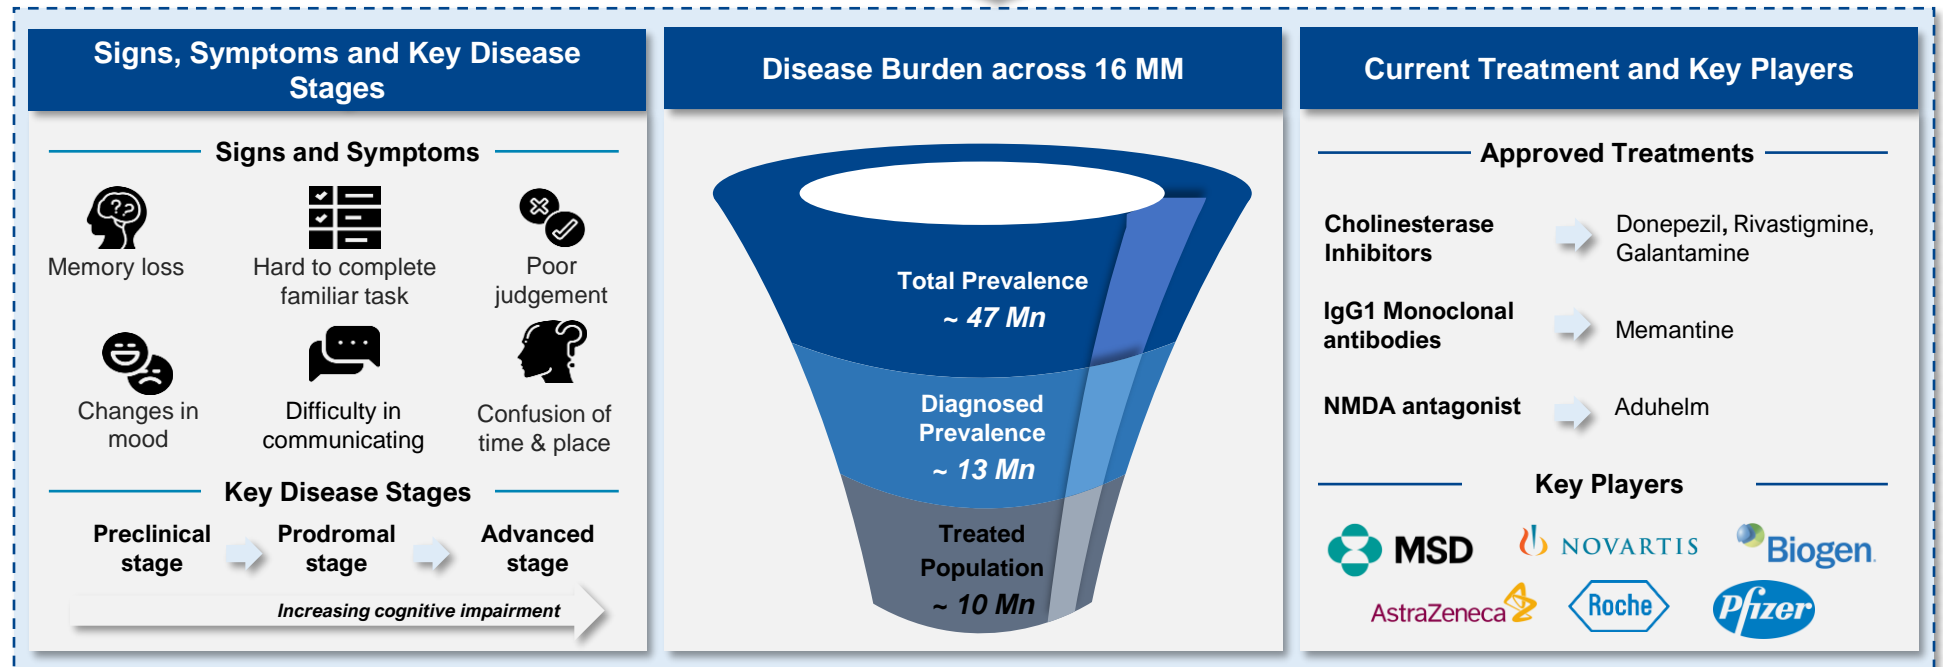 Signs, Symptoms and Key Disease
Stages
Signs and Symptoms
??
Memory loss
Hard to complete
familiar task
Poor
judgement
Changes in
mood
Difficulty in
communicating
?
Confusion of
time & place
Key Disease Stages
Preclinical
stage
Prodromal
stage
Advanced
stage
Increasing cognitive impairment
Disease Burden across 16 MM
Total Prevalence
~ 47 Mn
Diagnosed
Prevalence
~ 13 Mn
Treated
Population
~ 10 Mn
Current Treatment and Key Players
Approved Treatments
Cholinesterase
Inhibitors
Donepezil, Rivastigmine,
Galantamine
IgG1 Monoclonal
antibodies
Memantine
NMDA antagonist
Aduhelm
Key Players
MSD
NOVARTIS
Biogen.
AstraZeneca
Roche
Pfizer